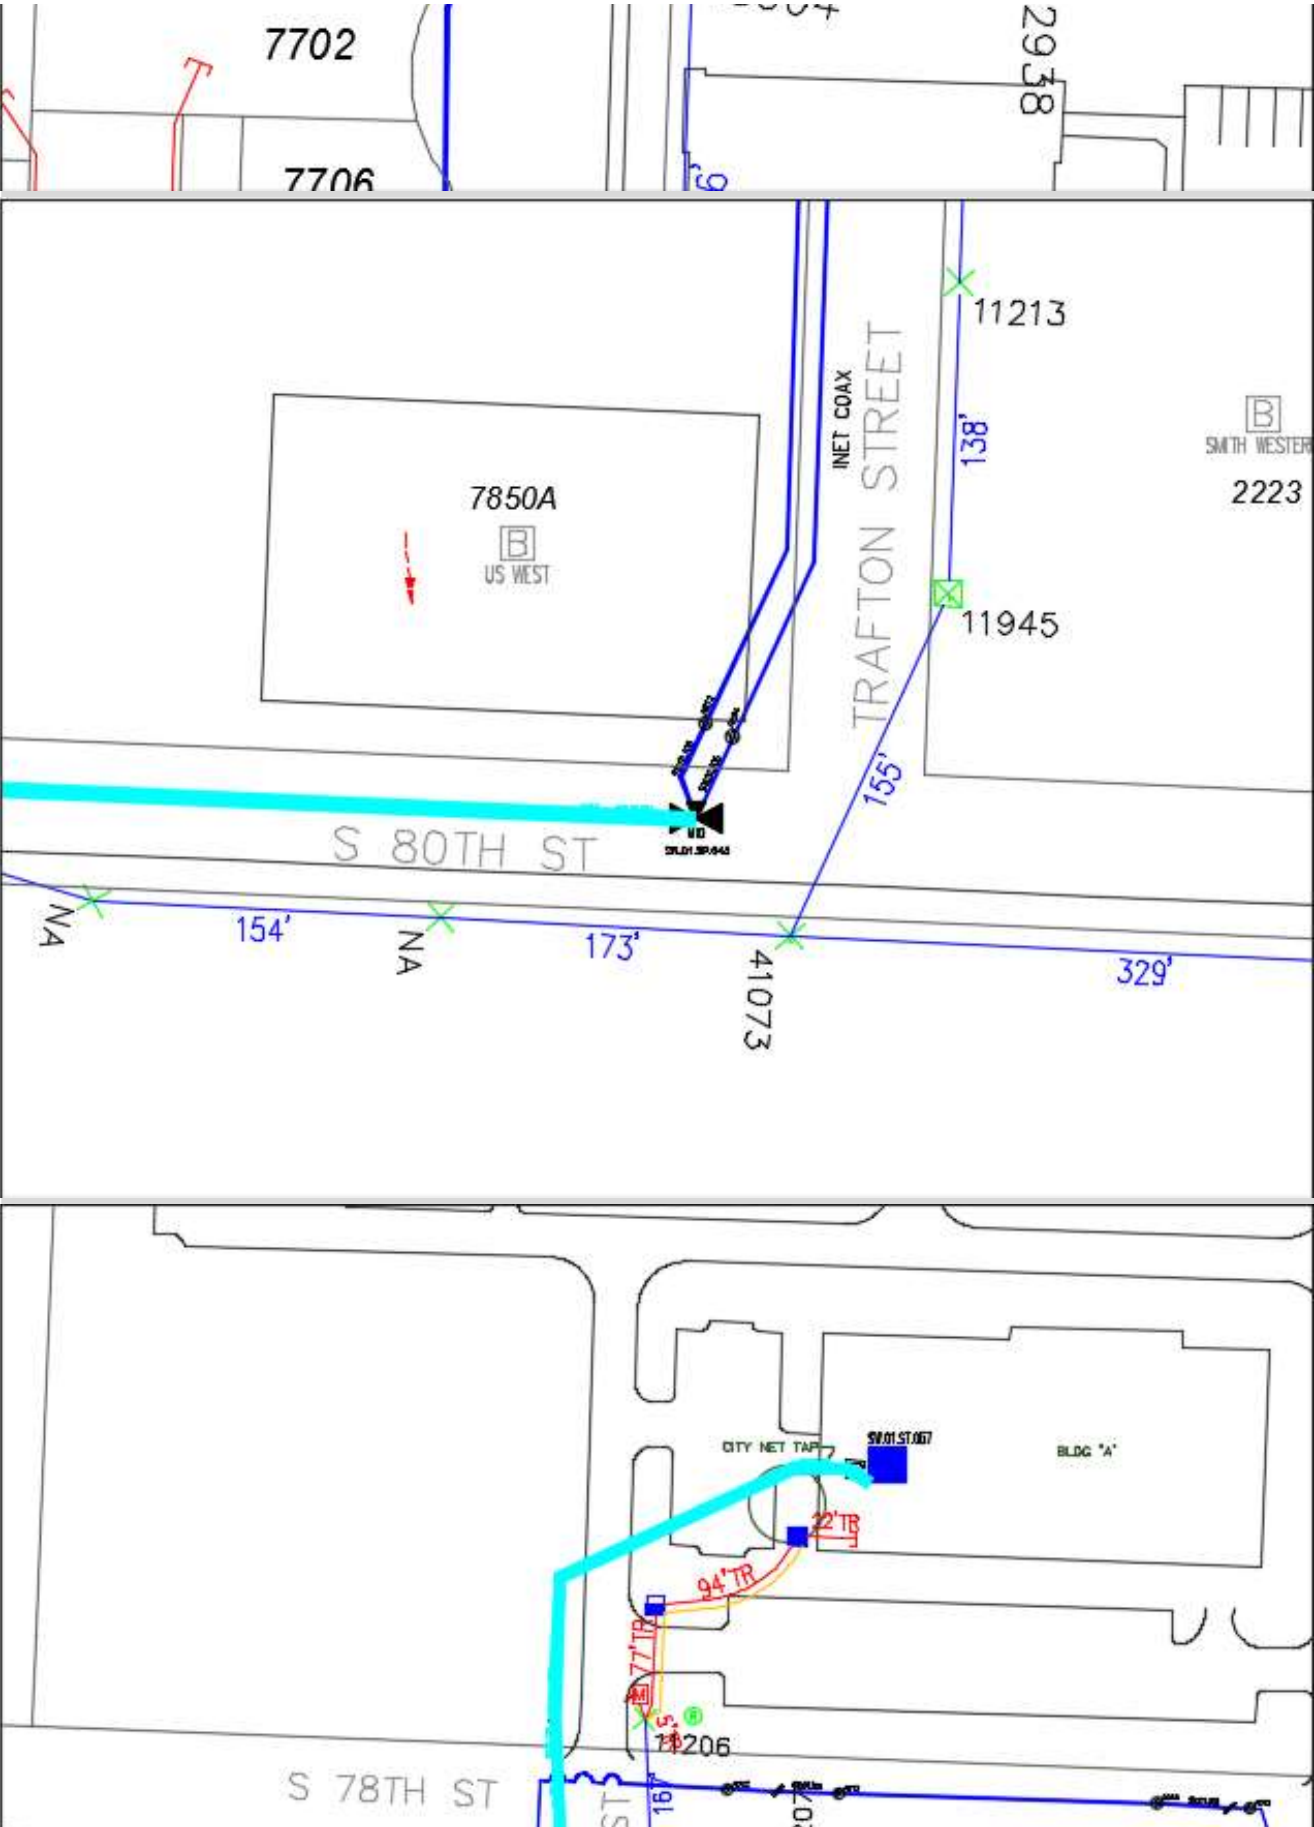 7702
2938
7706
11213
INET COAX
TRAFTON STREET
138'
B
SMITH WESTER
2223
7850A
B
US WEST
11945
155'
S 80TH ST
NA
154'
NA
173'
41073
329'
CITY NET TAP
SW.01.ST.067
BLDG "A"
22'TR
94'TR
77'TR
M
R
S 78TH ST
ST